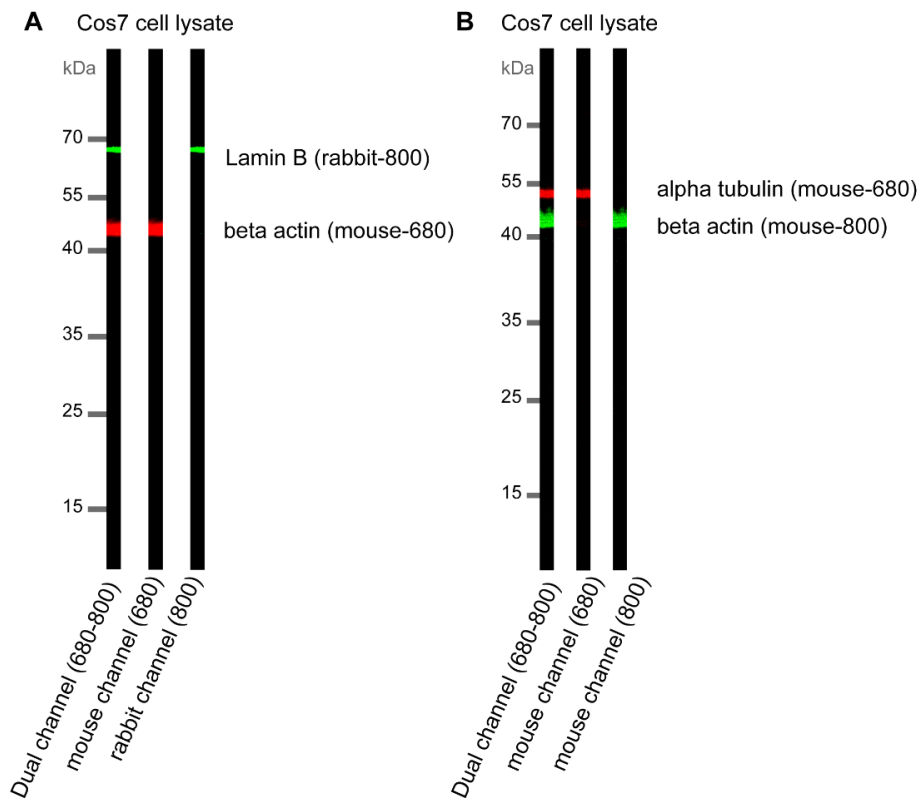 A Cos7 cell lysate
kDa
70
Lamin B (rabbit-800)
55
beta actin (mouse-680)
40
35
25
15
Dual channel (680-800)
mouse channel (680)
rabbit channel (800)
B Cos7 cell lysate
kDa
70
55
alpha tubulin (mouse-680)
beta actin (mouse-800)
40
35
25
15
Dual channel (680-800)
mouse channel (680)
mouse channel (800)